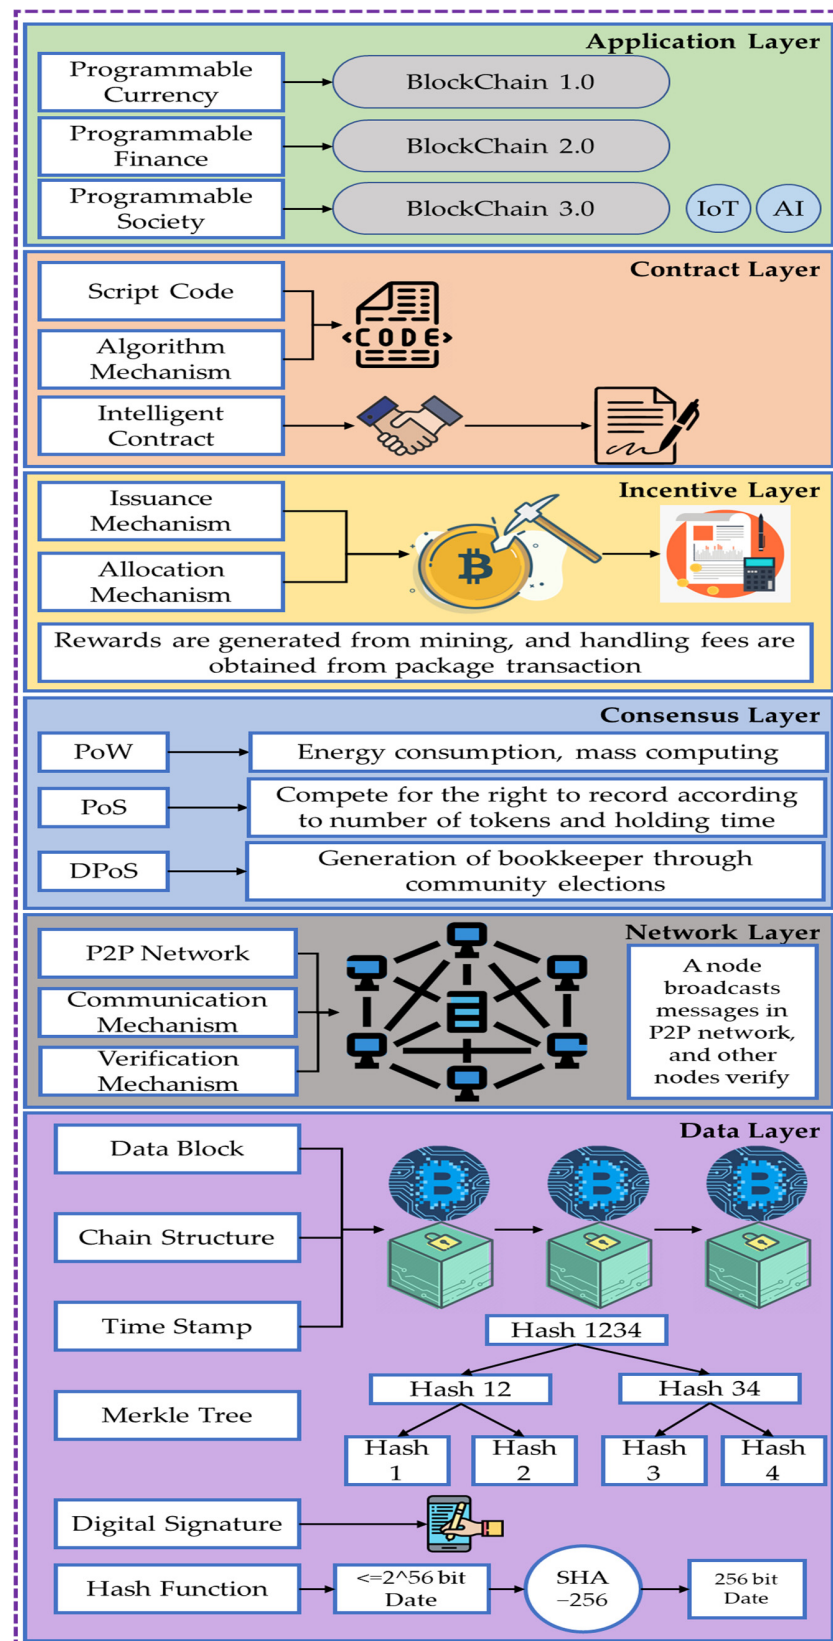 Application Layer
Programmable
Currency
BlockChain 1.0
Programmable
Finance
BlockChain 2.0
Programmable
Society
BlockChain 3.0
IoT
AI
Contract Layer
Script Code
Algorithm
Mechanism
<CODE>
Intelligent
Contract
Incentive Layer
Issuance
Mechanism
Allocation
Mechanism
Rewards are generated from mining, and handling fees are
obtained from package transaction
Consensus Layer
PoW
Energy consumption, mass computing
PoS
Compete for the right to record according
to number of tokens and holding time
DPoS
Generation of bookkeeper through
community elections
Network Layer
P2P Network
Communication
Mechanism
Verification
Mechanism
A node
broadcasts
messages in
P2P network,
and other
nodes verify
Data Layer
Data Block
Chain Structure
Time Stamp
Hash 1234
Hash 12
Hash 34
Merkle Tree
Hash
1
Hash
2
Hash
3
Hash
4
Digital Signature
Hash Function
<=2^56 bit
Date
SHA
–256
256 bit
Date